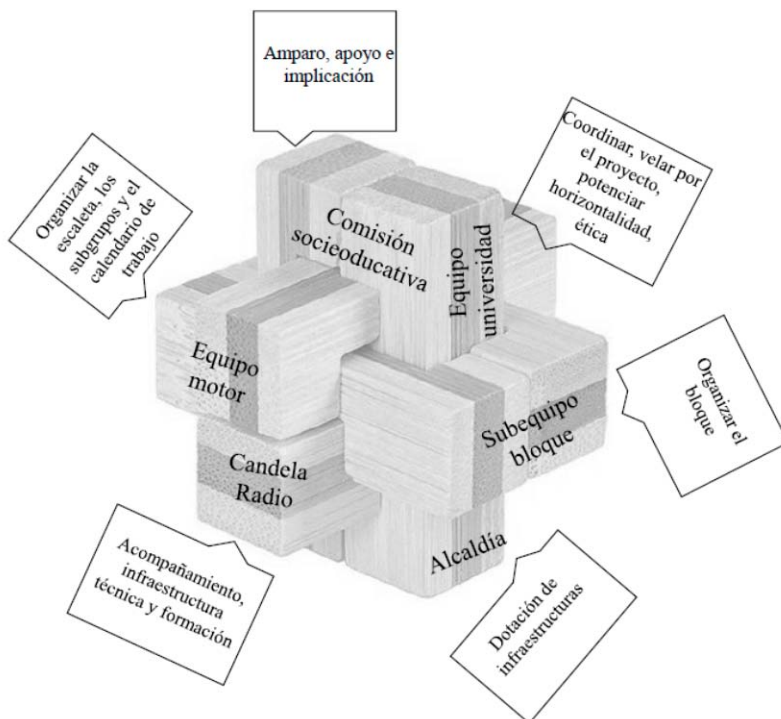 Amparo, apoyo e
implicación
Coordinar, velar por
el proyecto,
potenciar
horizontalidad,
ética
Organizar la
escaleta, los
subgrupos y el
calendario de
trabajo
Comisión
socieoducativa
Equipo
universidad
Equipo
motor
Subequipo
bloque
Organizar el
bloque
Candela
Radio
Alcaldía
Acompañamiento,
infraestructura
técnica y formación
Dotación de
infraestructuras